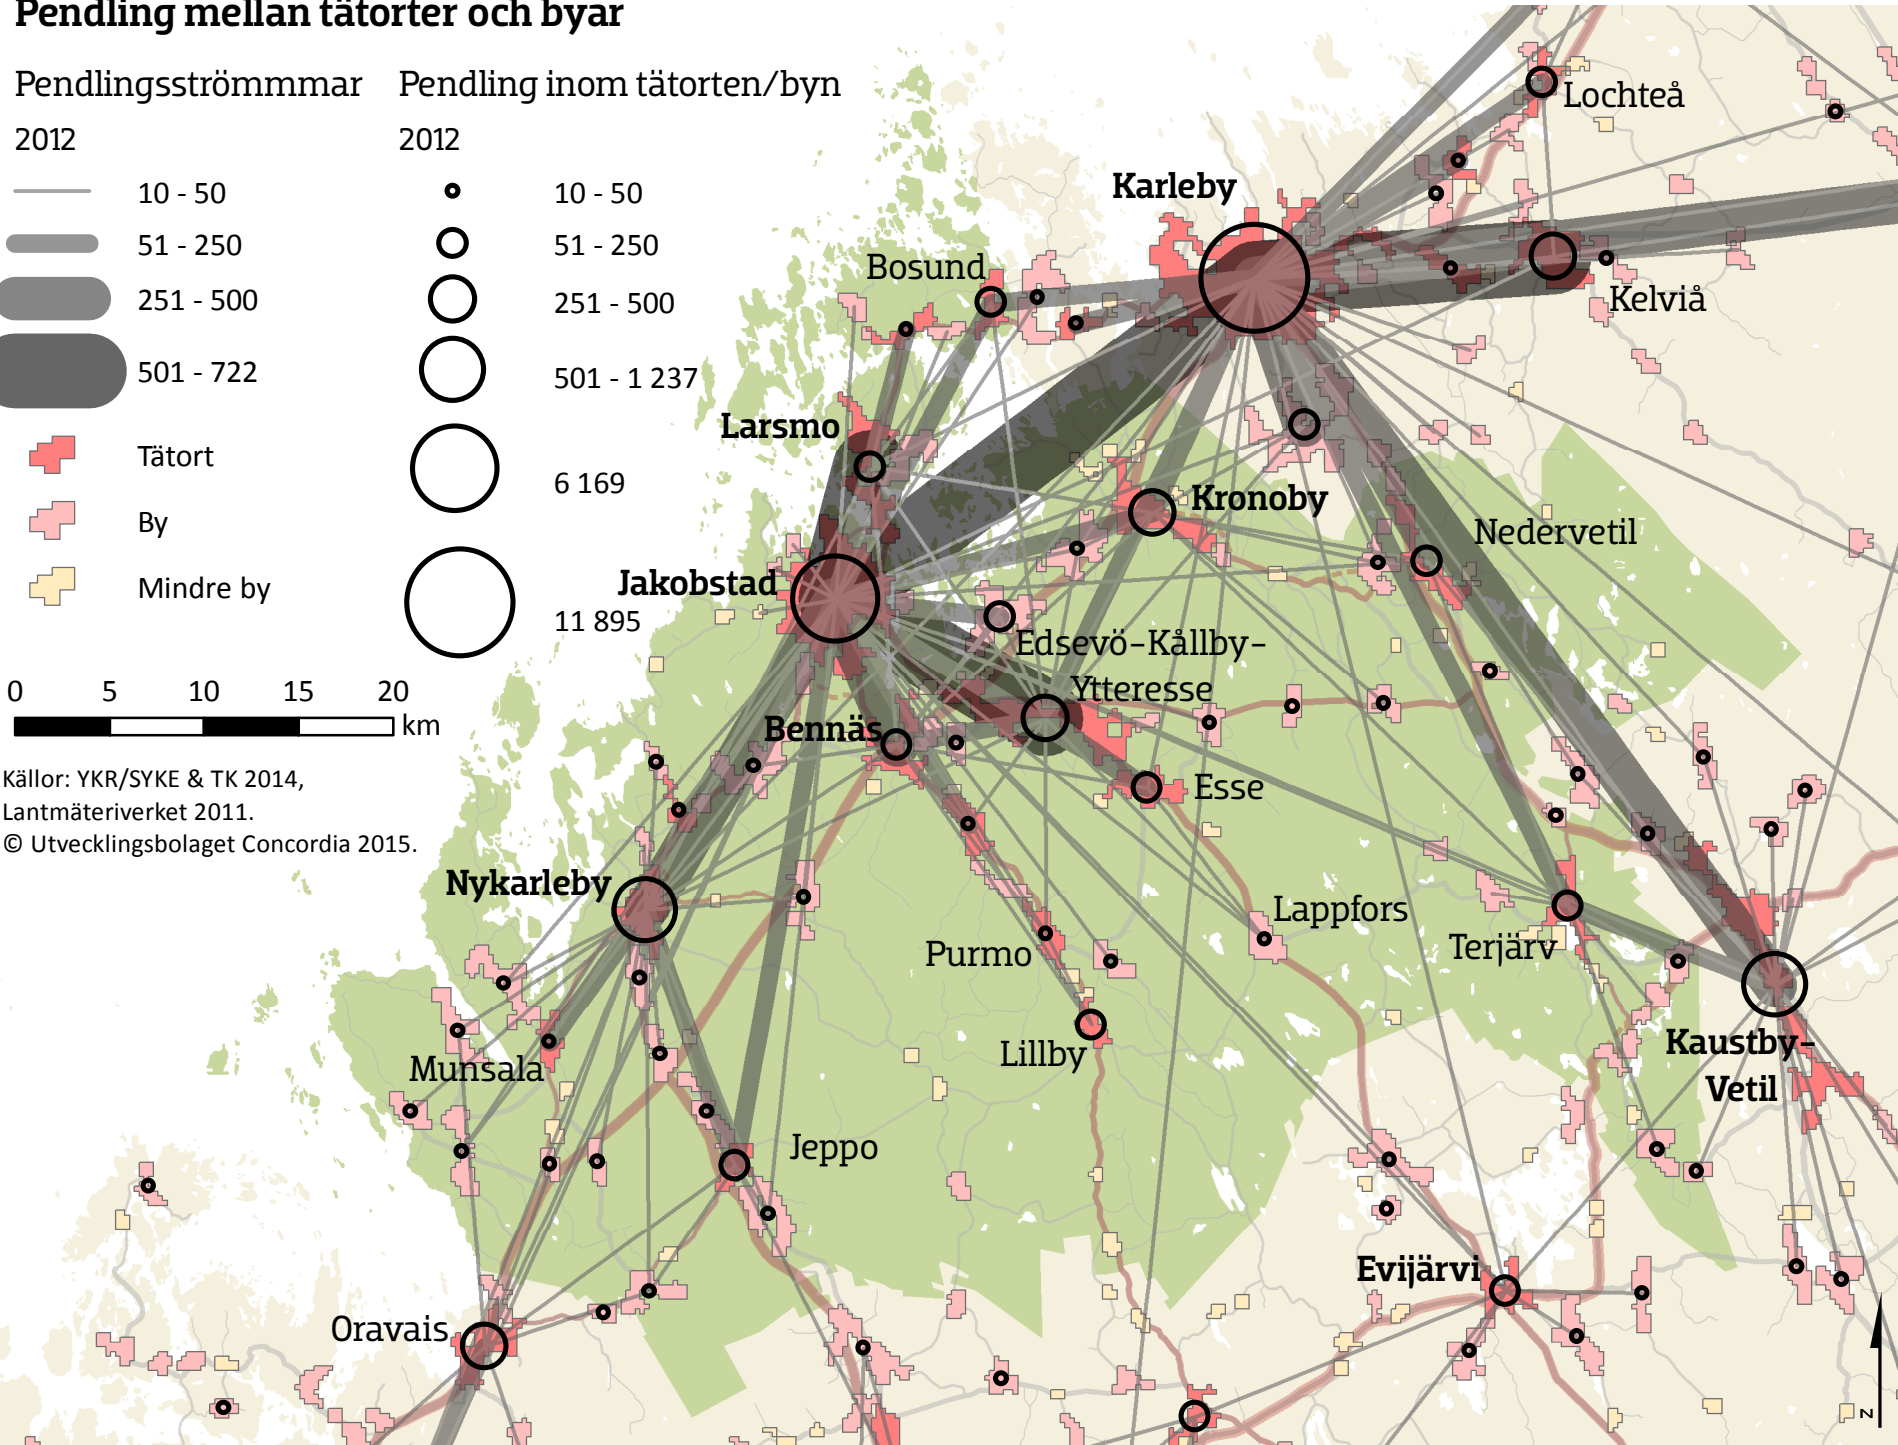 Pendling mellan tätorter och byar
Pendlingsströmmmar
2012
10 - 50
51 - 250
251 - 500
501 - 722
Tätort
By
Mindre by
Pendling inom tätorten/byn
2012
10 - 50
51 - 250
251 - 500
501 - 1 237
6 169
11 895
0 5 10 15 20 km
Källor: YKR/SYKE & TK 2014,
Lantmäteriverket 2011.
© Utvecklingsbolaget Concordia 2015.
Lochteå
Karleby
Bosund
Kelviå
Larsmo
Kronoby
Nedervetil
Jakobstad
Edsevö-Kållby-
Ytteresse
Bennäs
Esse
Nykarleby
Lappfors
Purmo
Terjärv
Lillby
Kaustby-
Vetil
Munsala
Jeppo
Evijärvi
Oravais
N